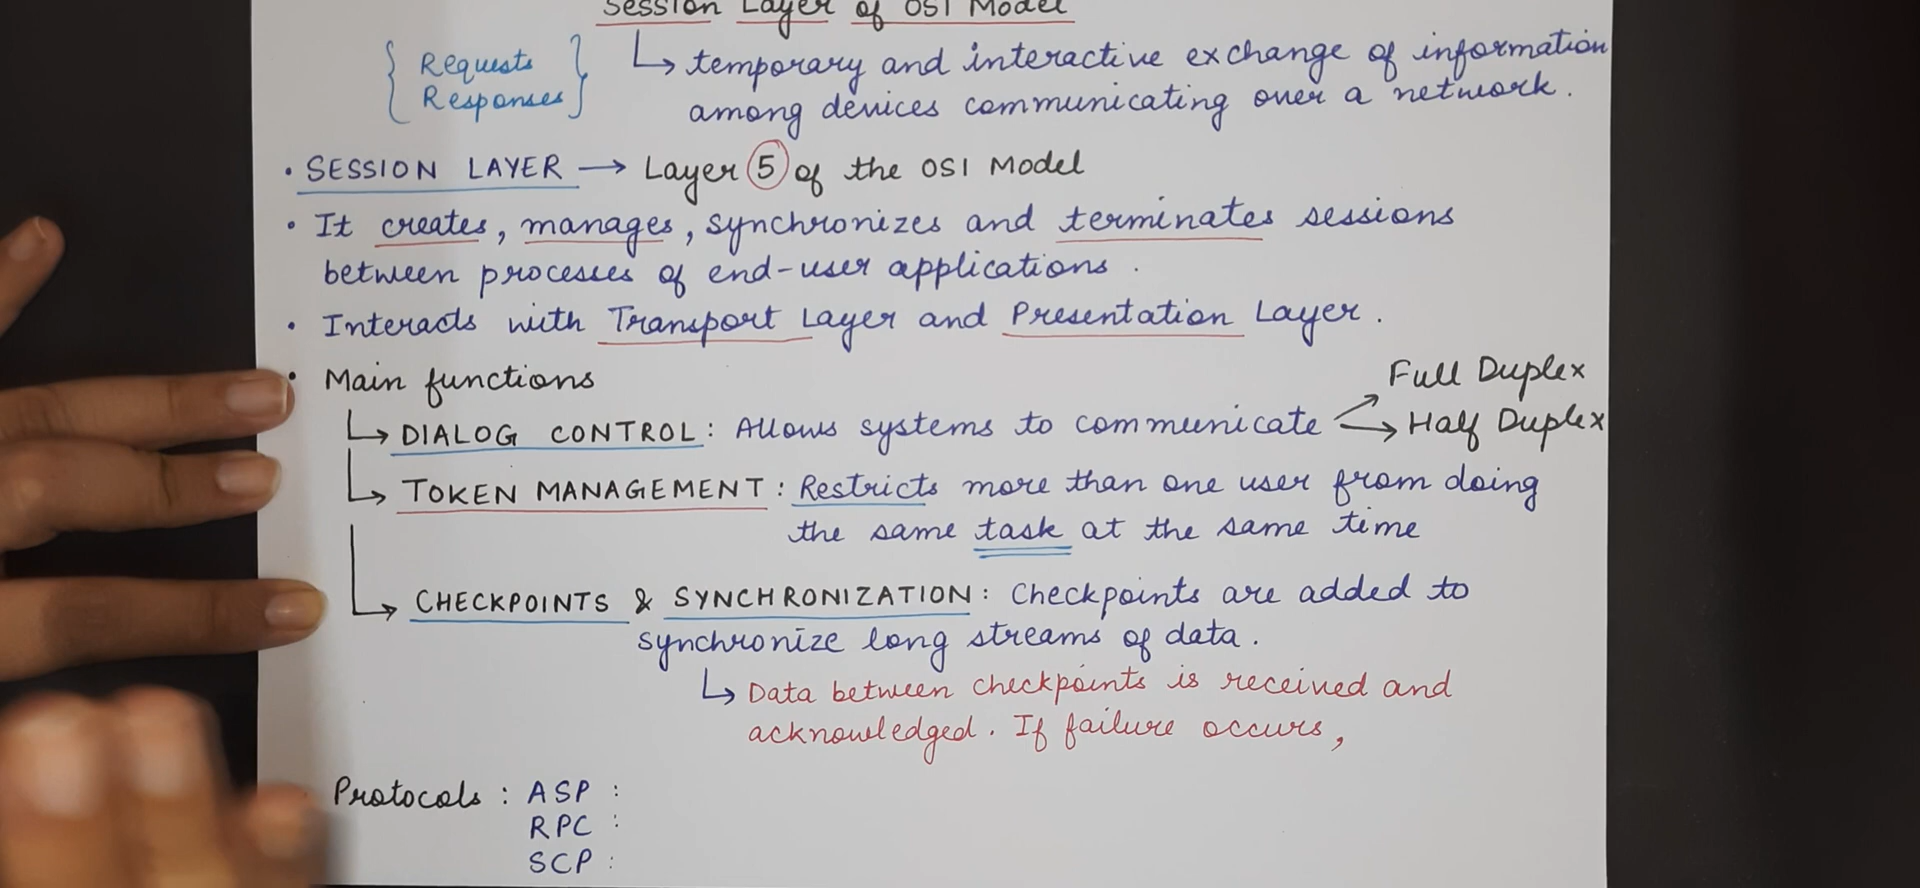 Session Layer of OSI Model
{ Requests } ↳ temporary and interactive exchange of information
{ Responses } among devices communicating over a network.
• SESSION LAYER → Layer 5 of the OSI Model
• It creates, manages, synchronizes and terminates sessions
between processes of end-user applications.
• Interacts with Transport Layer and Presentation Layer.
• Main functions
Full Duplex
↳ DIALOG CONTROL: Allows systems to communicate → Half Duplex
↳ TOKEN MANAGEMENT: Restricts more than one user from doing
the same task at the same time
↳ CHECKPOINTS & SYNCHRONIZATION: Checkpoints are added to
synchronize long streams of data.
↳ Data between checkpoints is received and
acknowledged. If failure occurs,
Protocols: ASP :
RPC :
SCP :